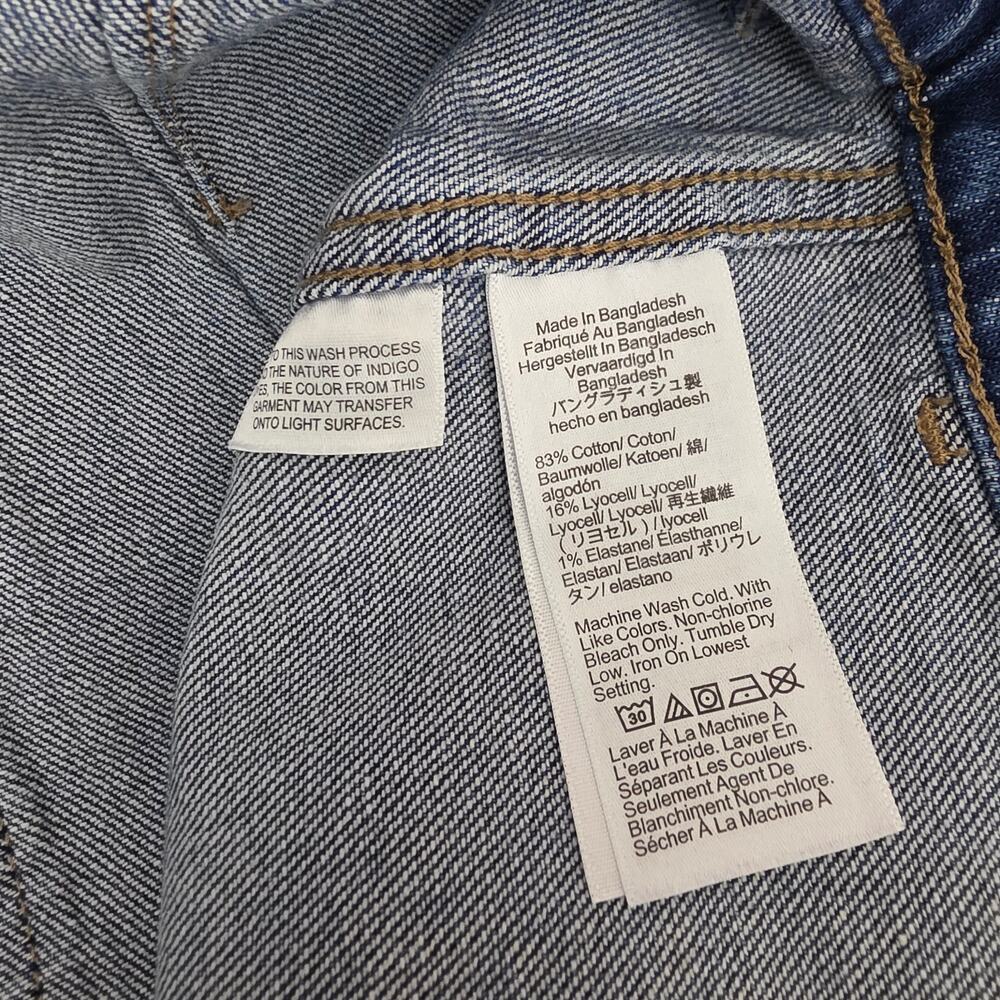 TO THIS WASH PROCESS
THE NATURE OF INDIGO
THE COLOR FROM THIS
GARMENT MAY TRANSFER
ONTO LIGHT SURFACES.
Made In Bangladesh
Fabriqué Au Bangladesh
Hergestellt In Bangladesch
Vervaardigd In
Bangladesh
バングラディシュ製
hecho en bangladesh
83% Cotton/ Coton/
Baumwolle/ Katoen/ 綿/
algodón
16% Lyocell/ Lyocell/
Lyocell/ Lyocell/ 再生繊維
(リヨセル)/ lyocell
1% Elastane/ Élasthanne/
Elastan/ Elastaan/ ポリウレ
タン/ elastano
Machine Wash Cold. With
Like Colors. Non-chlorine
Bleach Only. Tumble Dry
Low. Iron On Lowest
Setting.
30
Laver À La Machine À
L'eau Froide. Laver En
Séparant Les Couleurs.
Seulement Agent De
Blanchiment Non-chlore.
Sécher À La Machine À